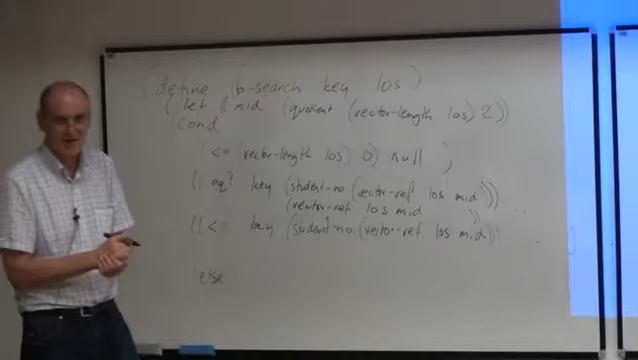 (define (b-search key los)
(let (( mid (quotient (vector-length los) 2))
(cond
(( <= (vector-length los) 0) null )
(( eq? key (student-no (vector-ref los mid)))
(vector-ref los mid ))
(( < key (student-no (vector-ref los mid))
else